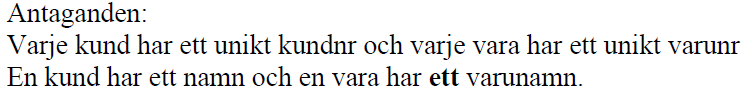 Antaganden:
Varje kund har ett unikt kundnr och varje vara har ett unikt varunr
En kund har ett namn och en vara har ett varunamn.